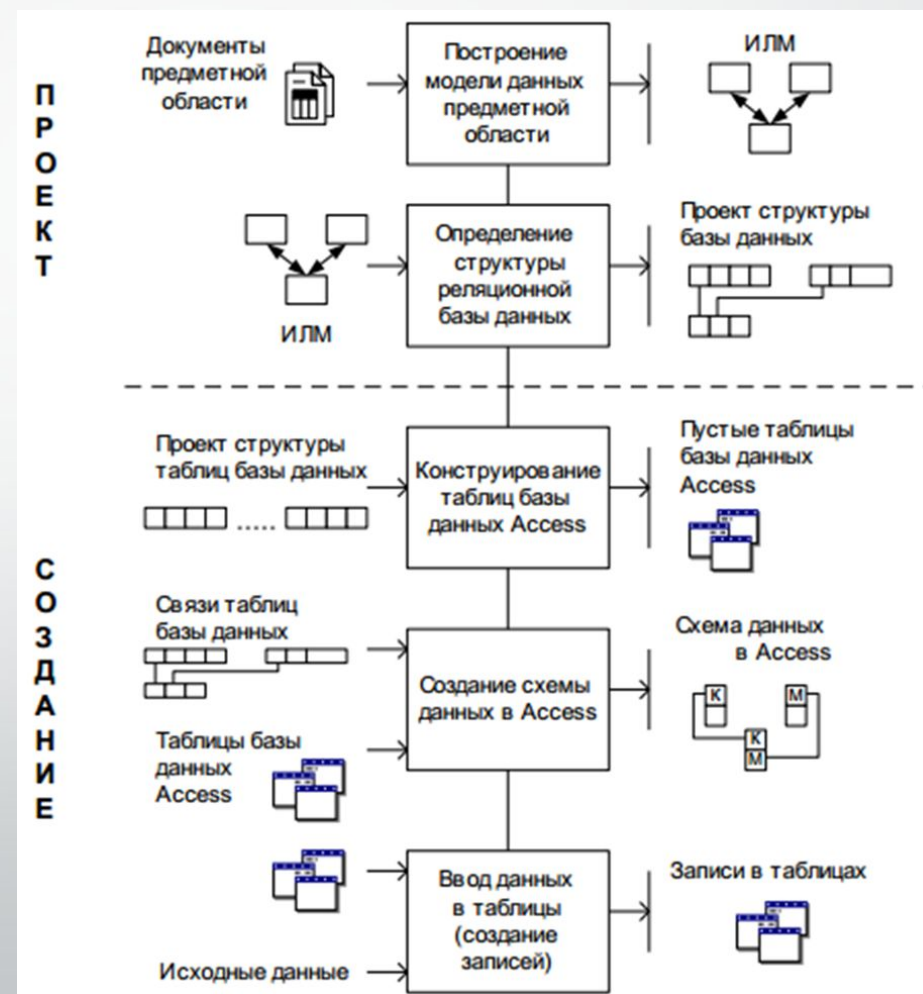 ПРОЕКТ
Документы
предметной
области
Построение
модели данных
предметной
области
ИЛМ
ИЛМ
Определение
структуры
реляционной
базы данных
Проект структуры
базы данных
СОЗДАНИЕ
Проект структуры
таблиц базы данных
.....
Конструирование
таблиц базы
данных Access
Пустые таблицы
базы данных
Access
Связи таблиц
базы данных
Таблицы базы
данных
Access
Создание схемы
данных в Access
Схема данных
в Access
К М
К
М
Исходные данные
Ввод данных
в таблицы
(создание
записей)
Записи в таблицах